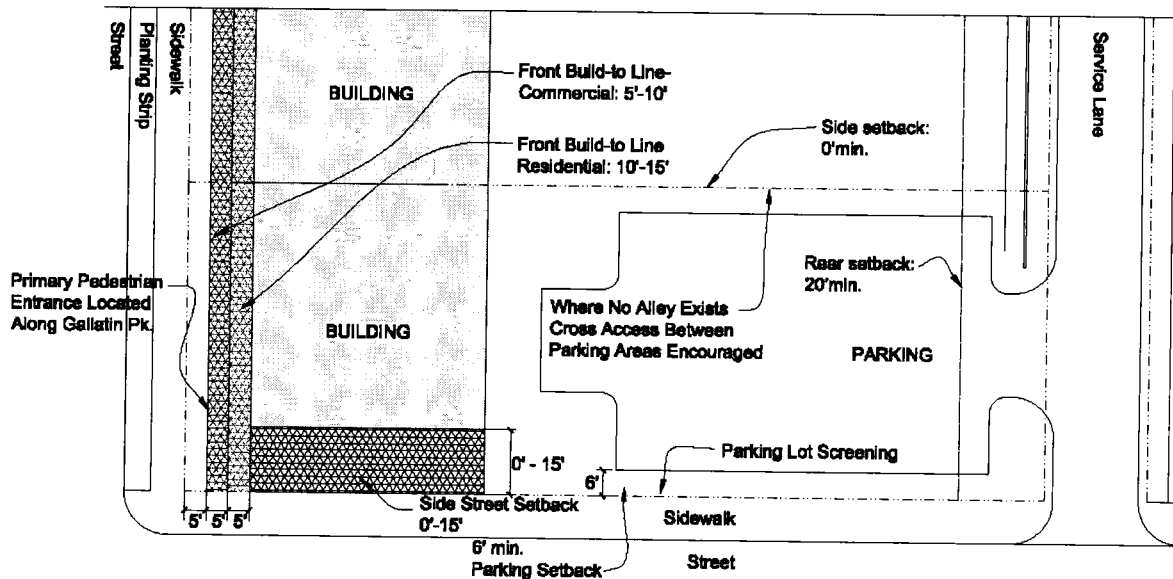 Street
Planting Strip
Sidewalk
BUILDING
Front Build-to Line-
Commercial: 5'-10'
Front Build-to Line
Residential: 10'-15'
Side setback:
0'min.
Service Lane
Primary Pedestrian
Entrance Located
Along Gallatin Pk.
BUILDING
Where No Alley Exists
Cross Access Between
Parking Areas Encouraged
Rear setback:
20'min.
PARKING
0' - 15'
6'
Parking Lot Screening
Side Street Setback
0'-15'
5' 5' 5'
6' min.
Parking Setback
Sidewalk
Street